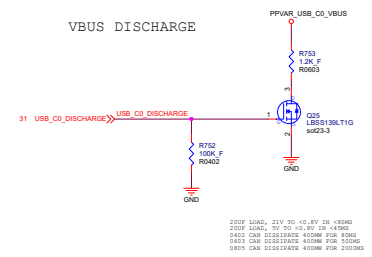 PPVAR_USB_C0_VBUS
VBUS DISCHARGE
R753
1.2K_F
R0603
3
31 USB_C0_DISCHARGE
USB_C0_DISCHARGE
1
Q25
LBSS139LT1G
sot23-3
2
R752
100K_F
R0402
GND
GND
20UF LOAD, 21V TO <0.8V IN <80MS
20UF LOAD, 5V TO <0.8V IN <45MS
0402 CAN DISSIPATE 400MW FOR 80MS
0603 CAN DISSIPATE 400MW FOR 500MS
0805 CAN DISSIPATE 400MW FOR 2000MS